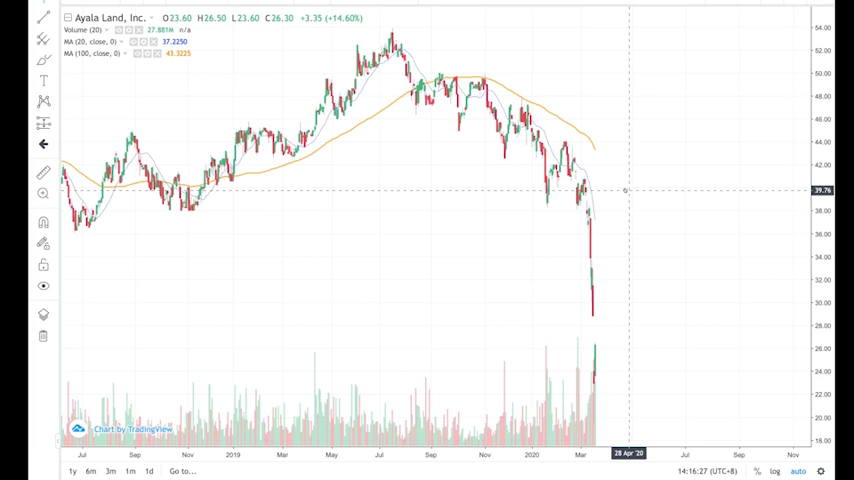 Ayala Land, Inc. O23.60 H26.50 L23.60 C26.30 +3.35 (+14.60%)
Volume (20) 27.881M n/a
MA (20, close, 0) 37.2250
MA (100, close, 0) 43.3225
54.00
52.00
50.00
48.00
46.00
44.00
42.00
39.76
38.00
36.00
34.00
32.00
30.00
28.00
26.00
24.00
22.00
20.00
18.00
Chart by TradingView
Jul Sep Nov 2019 Mar May Jul Sep Nov 2020 Mar 28 Apr '20 Jul Sep Nov
1y 6m 3m 1m 1d Go to... 14:16:27 (UTC+8) % log auto